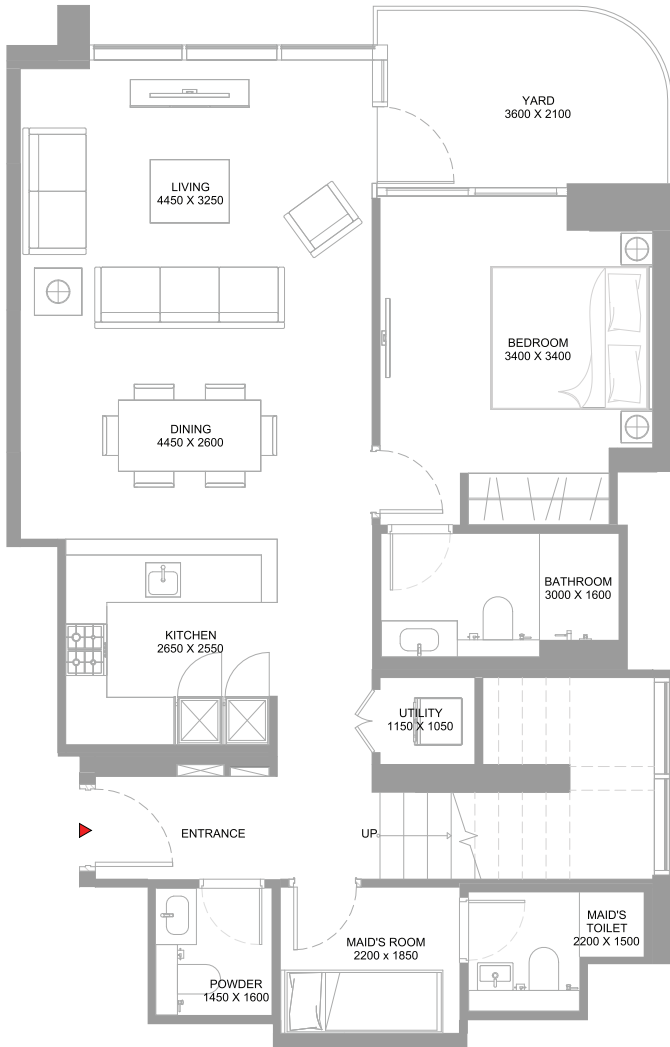 YARD
3600 X 2100
LIVING
4450 X 3250
BEDROOM
3400 X 3400
DINING
4450 X 2600
BATHROOM
3000 X 1600
KITCHEN
2650 X 2550
UTILITY
1150 X 1050
ENTRANCE
UP
MAID'S
TOILET
2200 X 1500
MAID'S ROOM
2200 x 1850
POWDER
1450 X 1600